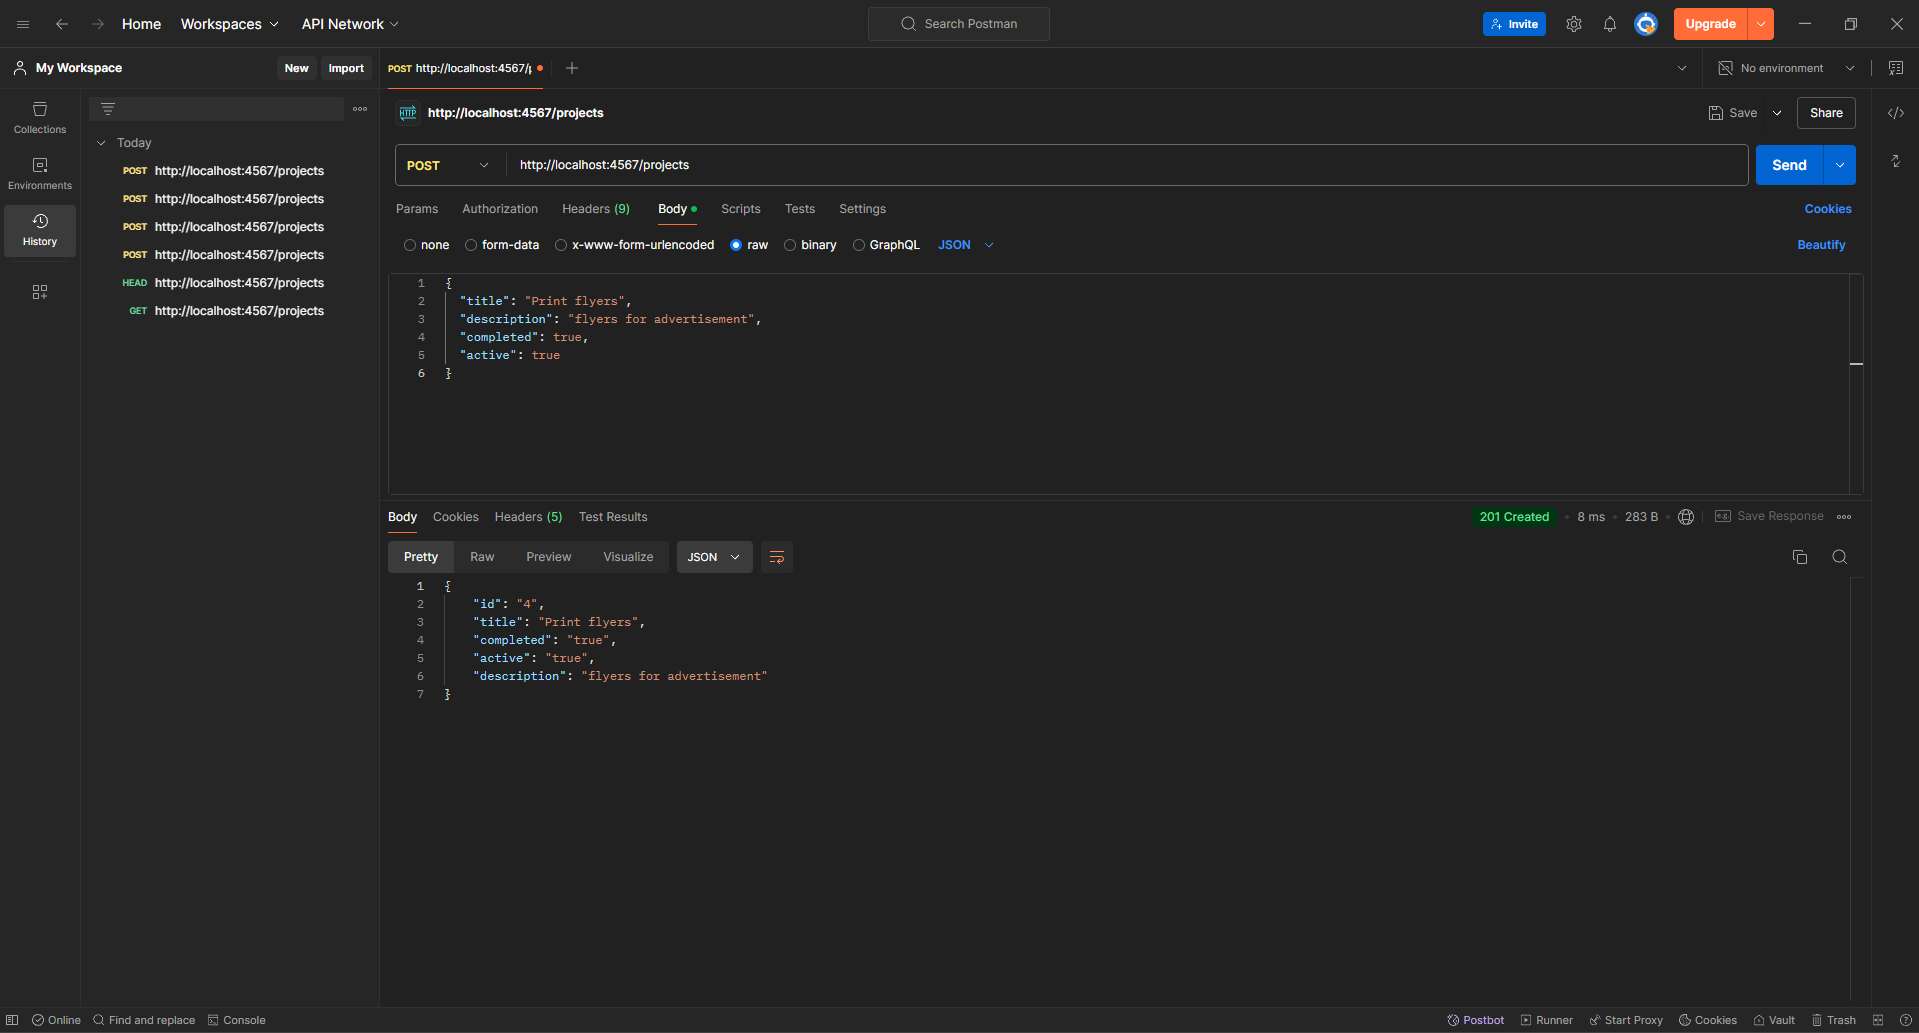 Home Workspaces API Network Search Postman Invite Upgrade
My Workspace New Import POST http://localhost:4567/p No environment
Collections
Environments
History
Today
POST http://localhost:4567/projects
POST http://localhost:4567/projects
POST http://localhost:4567/projects
POST http://localhost:4567/projects
HEAD http://localhost:4567/projects
GET http://localhost:4567/projects
HTTP http://localhost:4567/projects Save Share
POST http://localhost:4567/projects Send
Params Authorization Headers (9) Body Scripts Tests Settings Cookies
none form-data x-www-form-urlencoded raw binary GraphQL JSON Beautify
1 {
2 "title": "Print flyers",
3 "description": "flyers for advertisement",
4 "completed": true,
5 "active": true
6 }
Body Cookies Headers (5) Test Results 201 Created • 8 ms • 283 B e.g. Save Response
Pretty Raw Preview Visualize JSON
1 {
2 "id": "4",
3 "title": "Print flyers",
4 "completed": "true",
5 "active": "true",
6 "description": "flyers for advertisement"
7 }
Online Find and replace Console Postbot Runner Start Proxy Cookies Vault Trash